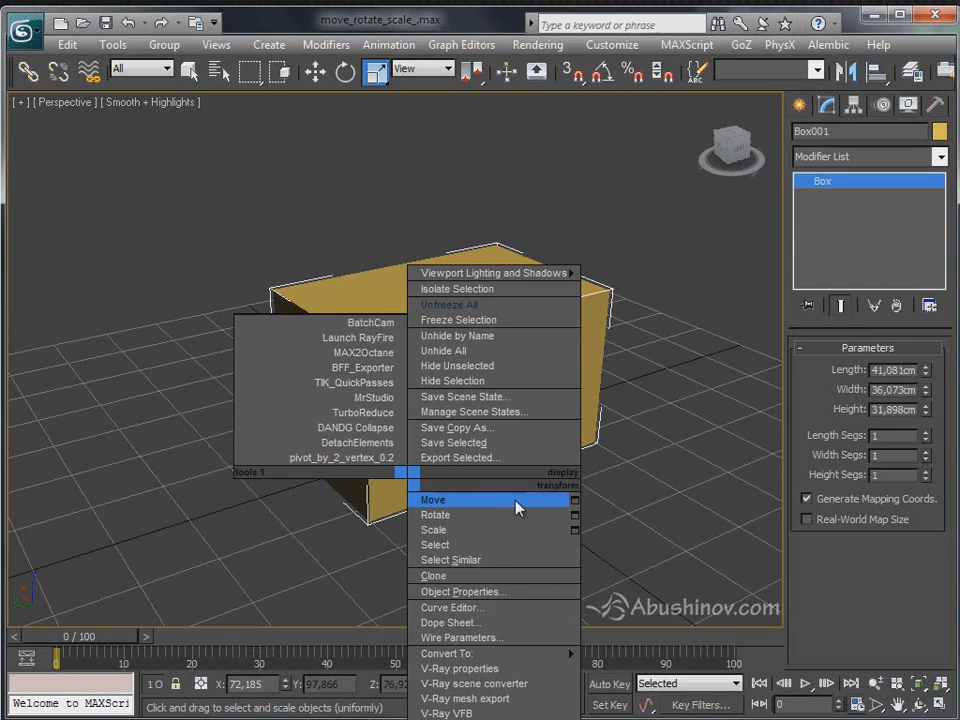 move_rotate_scale_.max
Type a keyword or phrase
Edit Tools Group Views Create Modifiers Animation Graph Editors Rendering Customize MAXScript GoZ PhysX Alembic Help
All
View
3
[ + ] [ Perspective ] [ Smooth + Highlights ]
Box001
Modifier List
Box
Viewport Lighting and Shadows
Isolate Selection
Unfreeze All
Freeze Selection
Unhide by Name
Unhide All
Hide Unselected
Hide Selection
Save Scene State...
Manage Scene States...
Save Copy As...
Save Selected
Export Selected...
display
BatchCam
Launch RayFire
MAX2Octane
BFF_Exporter
TIK_QuickPasses
MrStudio
TurboReduce
DANDG Collapse
DetachElements
pivot_by_2_vertex_0.2
tools 1
transform
Move
Rotate
Scale
Select
Select Similar
Clone
Object Properties...
Curve Editor...
Dope Sheet...
Wire Parameters...
Convert To:
V-Ray properties
V-Ray scene converter
V-Ray mesh export
V-Ray VFB
- Parameters
Length: 41,081cm
Width: 36,073cm
Height: 31,898cm
Length Segs: 1
Width Segs: 1
Height Segs: 1
Generate Mapping Coords.
Real-World Map Size
Abushinov.com
< 0 / 100 >
0 10 20 30 80 90 100
1 O X: 72,185 Y: 97,866 Z: 76,92
Auto Key Selected
Welcome to MAXScri
Click and drag to select and scale objects (uniformly)
Set Key Key Filters... 0